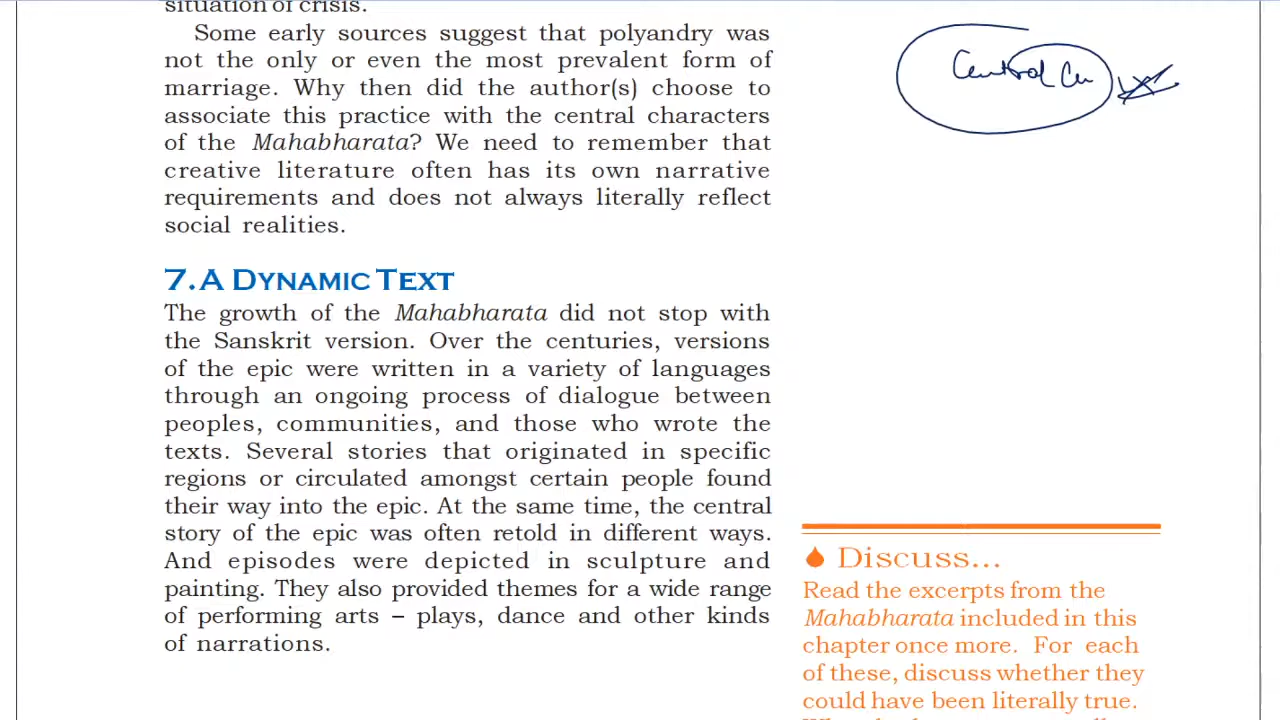 situation of crisis.
Some early sources suggest that polyandry was
not the only or even the most prevalent form of
marriage. Why then did the author(s) choose to
associate this practice with the central characters
of the Mahabharata? We need to remember that
creative literature often has its own narrative
requirements and does not always literally reflect
social realities.
7. A DYNAMIC TEXT
The growth of the Mahabharata did not stop with
the Sanskrit version. Over the centuries, versions
of the epic were written in a variety of languages
through an ongoing process of dialogue between
peoples, communities, and those who wrote the
texts. Several stories that originated in specific
regions or circulated amongst certain people found
their way into the epic. At the same time, the central
story of the epic was often retold in different ways.
And episodes were depicted in sculpture and
painting. They also provided themes for a wide range
of performing arts – plays, dance and other kinds
of narrations.
Central
Discuss...
Read the excerpts from the
Mahabharata included in this
chapter once more. For each
of these, discuss whether they
could have been literally true.